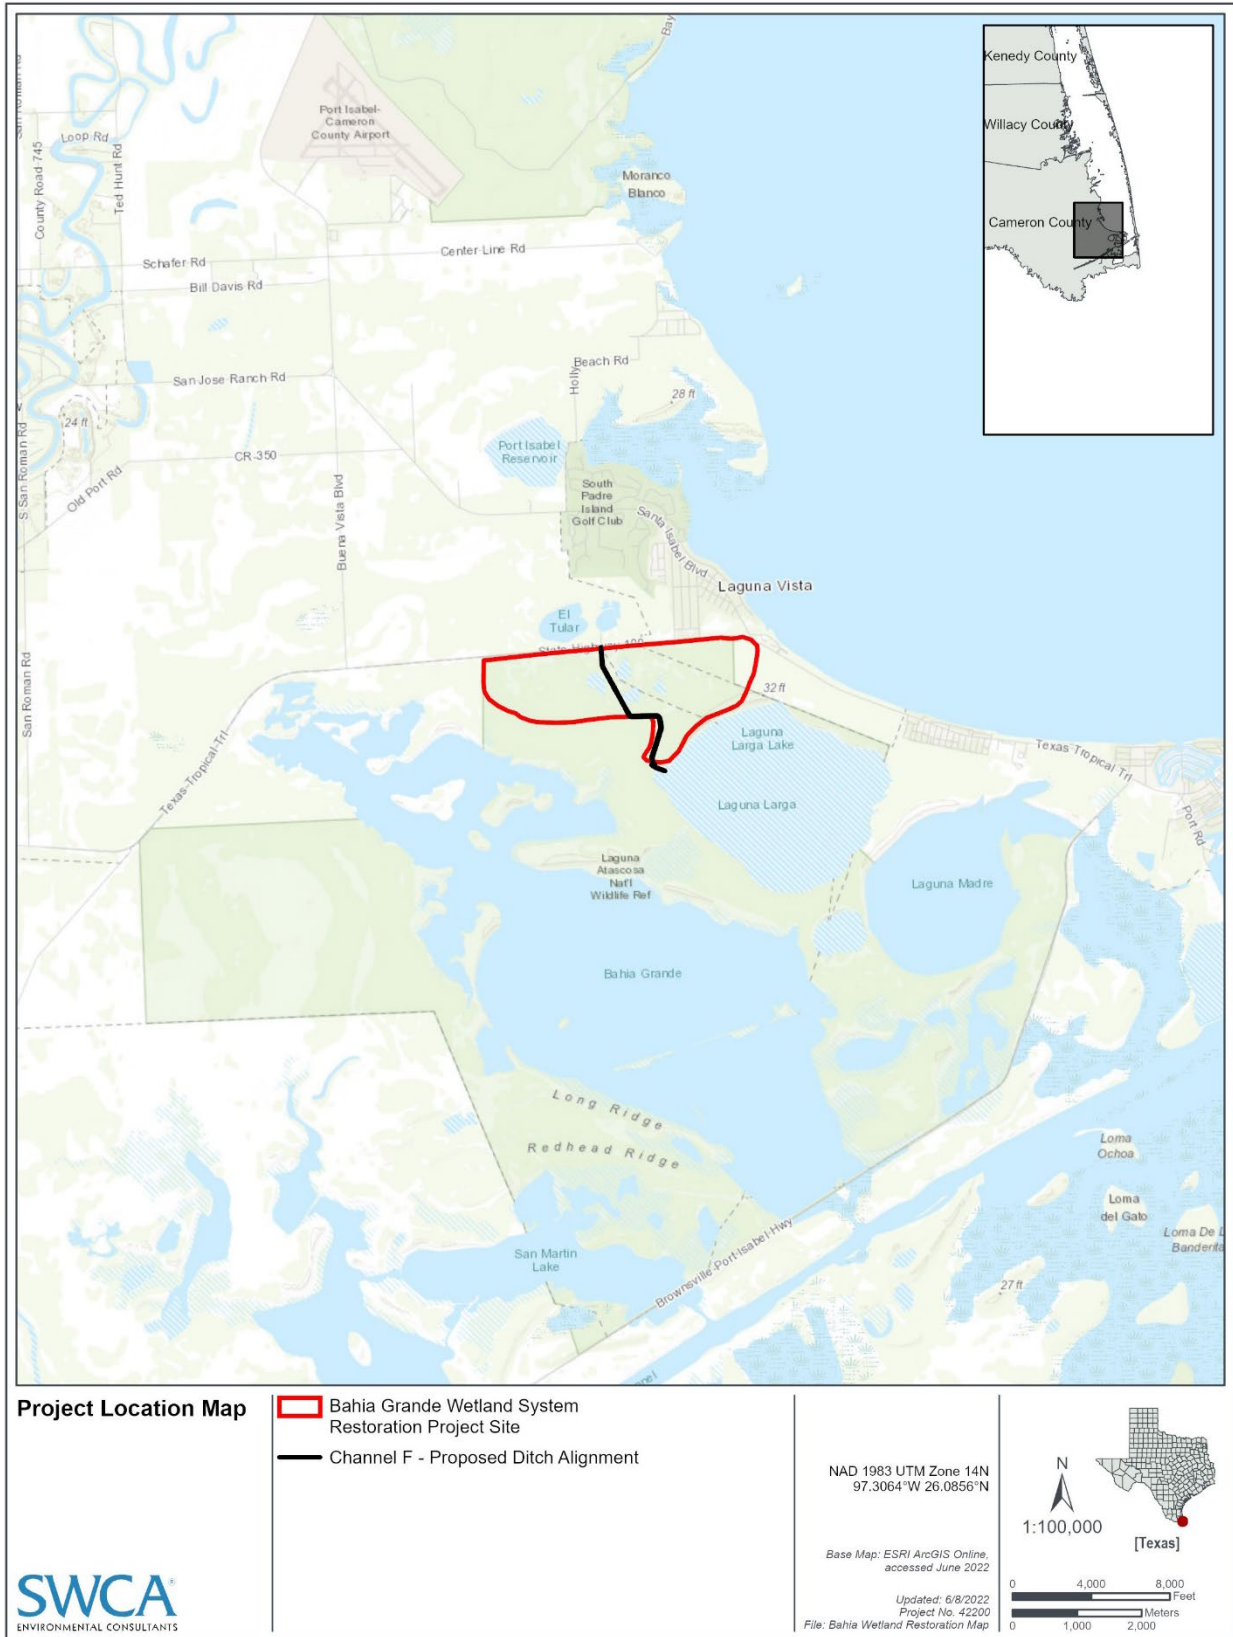 Kenedy County
Willacy County
Cameron County
Bay
Port Isabel-
Cameron
County Airport
Loop Rd
Ted Hunt Rd
County Road 745
Moranco
Blanco
Schafer Rd
Center Line Rd
Bill Davis Rd
San Jose Ranch Rd
Beach Rd
Holly
28 ft
24 ft
Port Isabel
Reservoir
CR-350
Old Port Rd
S San Roman Rd
Buena Vista Blvd
South
Padre
Island
Golf Club
Santa Isabel Blvd
Laguna Vista
El
Tular
State Highway 100
San Roman Rd
32 ft
Laguna
Larga Lake
Texas Tropical Trl
Texas-Tropical-Trl
Laguna Larga
Port Rd
Laguna
Atascosa
Nat'l
Wildlife Ref
Laguna Madre
Bahia Grande
Long Ridge
Redhead Ridge
Loma
Ochoa
Loma
del Gato
Loma De L
Banderita
San Martin
Lake
Brownsville-Port-Isabel-Hwy
27 ft
Project Location Map
Bahia Grande Wetland System
Restoration Project Site
Channel F - Proposed Ditch Alignment
NAD 1983 UTM Zone 14N
97.3064°W 26.0856°N
Base Map: ESRI ArcGIS Online,
accessed June 2022
Updated: 6/8/2022
Project No. 42200
File: Bahia Wetland Restoration Map
N
1:100,000
[Texas]
0 4,000 8,000
Feet
Meters
0 1,000 2,000
SWCA
ENVIRONMENTAL CONSULTANTS